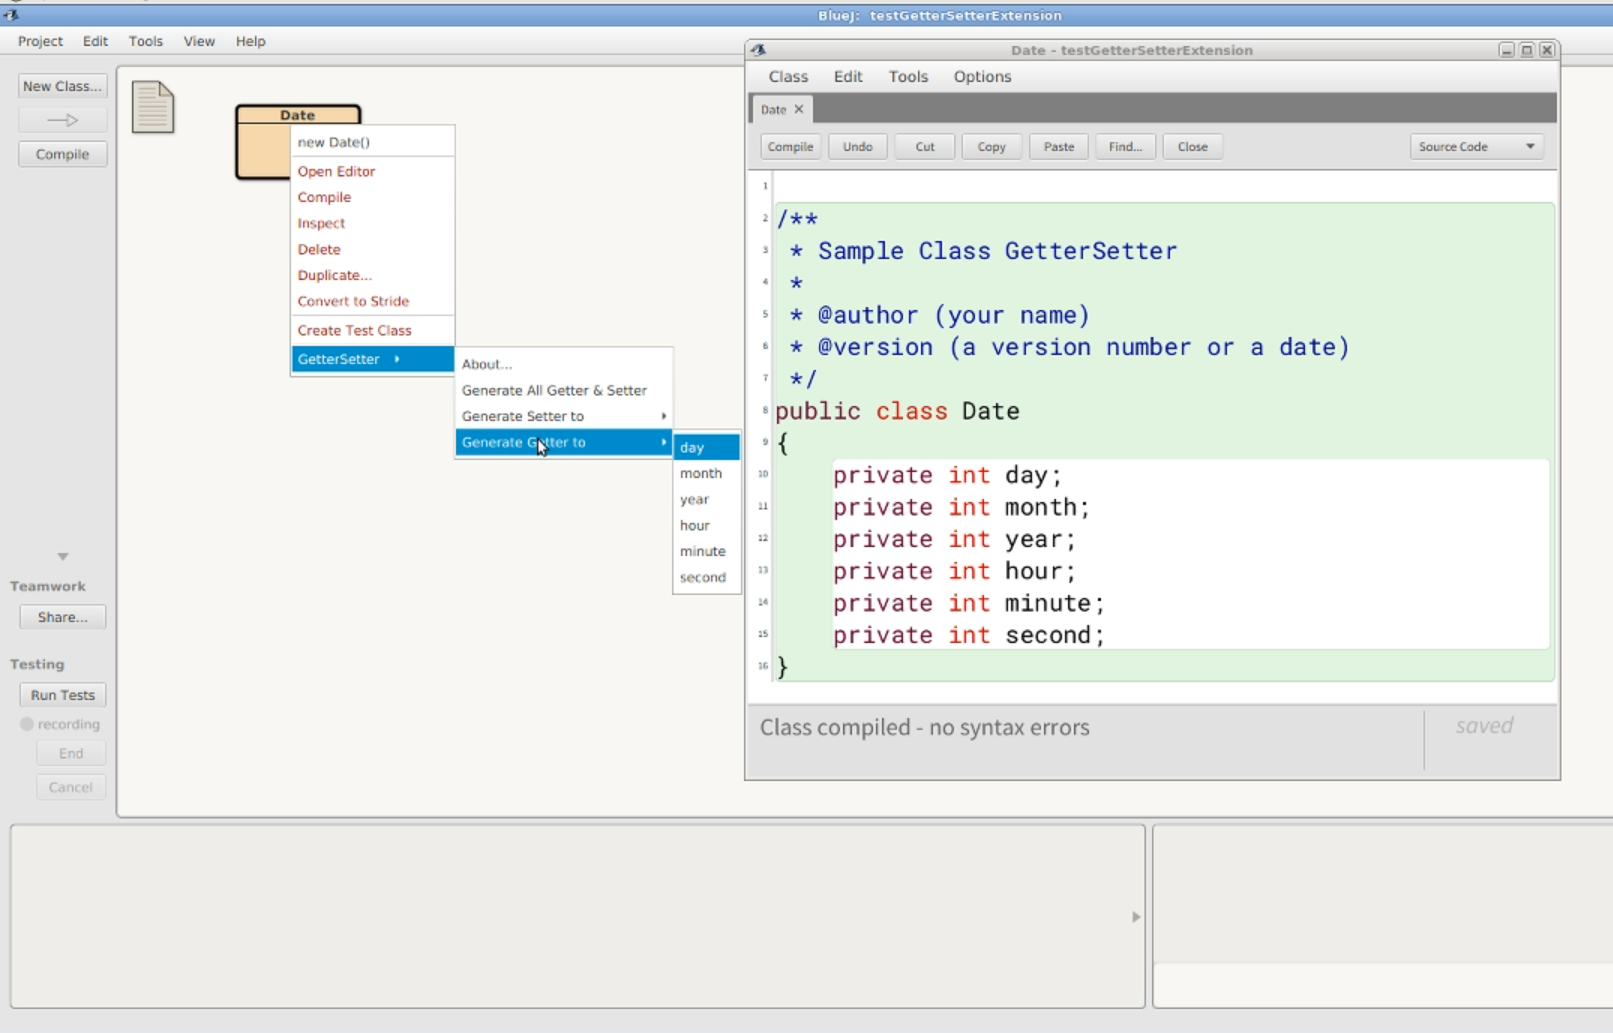 BlueJ: testGetterSetterExtension
Project Edit Tools View Help
New Class...
Compile
Teamwork
Share...
Testing
Run Tests
recording
End
Cancel
Date
new Date()
Open Editor
Compile
Inspect
Delete
Duplicate...
Convert to Stride
Create Test Class
GetterSetter
About...
Generate All Getter & Setter
Generate Setter to
Generate Getter to
day
month
year
hour
minute
second
Date - testGetterSetterExtension
Class Edit Tools Options
Date
Compile Undo Cut Copy Paste Find... Close Source Code
1
2 /**
3 * Sample Class GetterSetter
4 *
5 * @author (your name)
6 * @version (a version number or a date)
7 */
8 public class Date
9 {
10 private int day;
11 private int month;
12 private int year;
13 private int hour;
14 private int minute;
15 private int second;
16 }
Class compiled - no syntax errors
saved